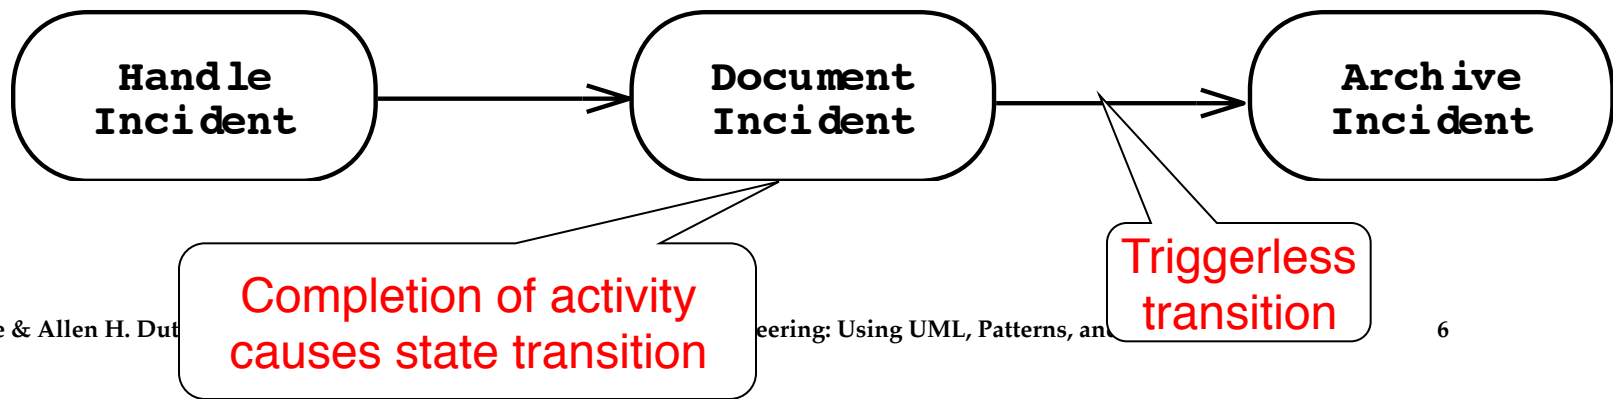 Handle
Incident
Document
Incident
Archive
Incident
Completion of activity
causes state transition
Triggerless
transition
e & Allen H. Dut eering: Using UML, Patterns, and 6